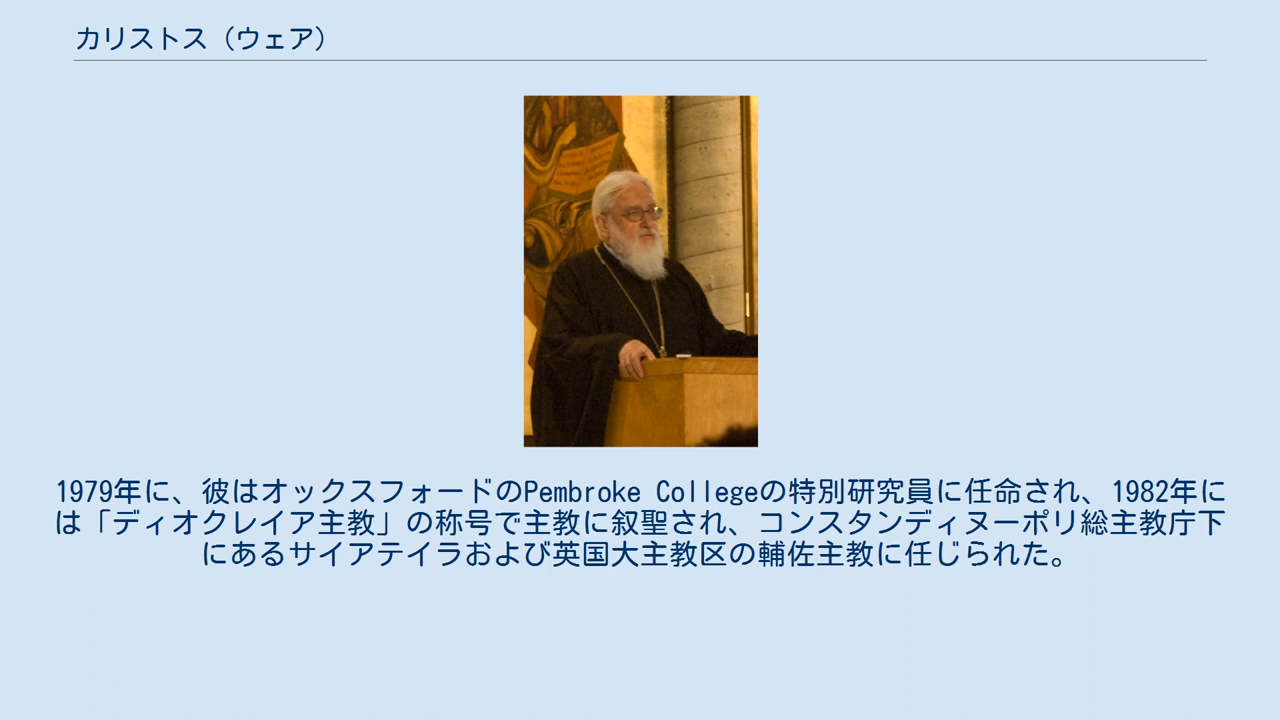 カリストス（ウェア）
1979年に、彼はオックスフォードのPembroke Collegeの特別研究員に任命され、1982年に
は「ディオクレイア主教」の称号で主教に叙聖され、コンスタンディヌーポリ総主教庁下
にあるサイアテイラおよび英国大主教区の輔佐主教に任じられた。